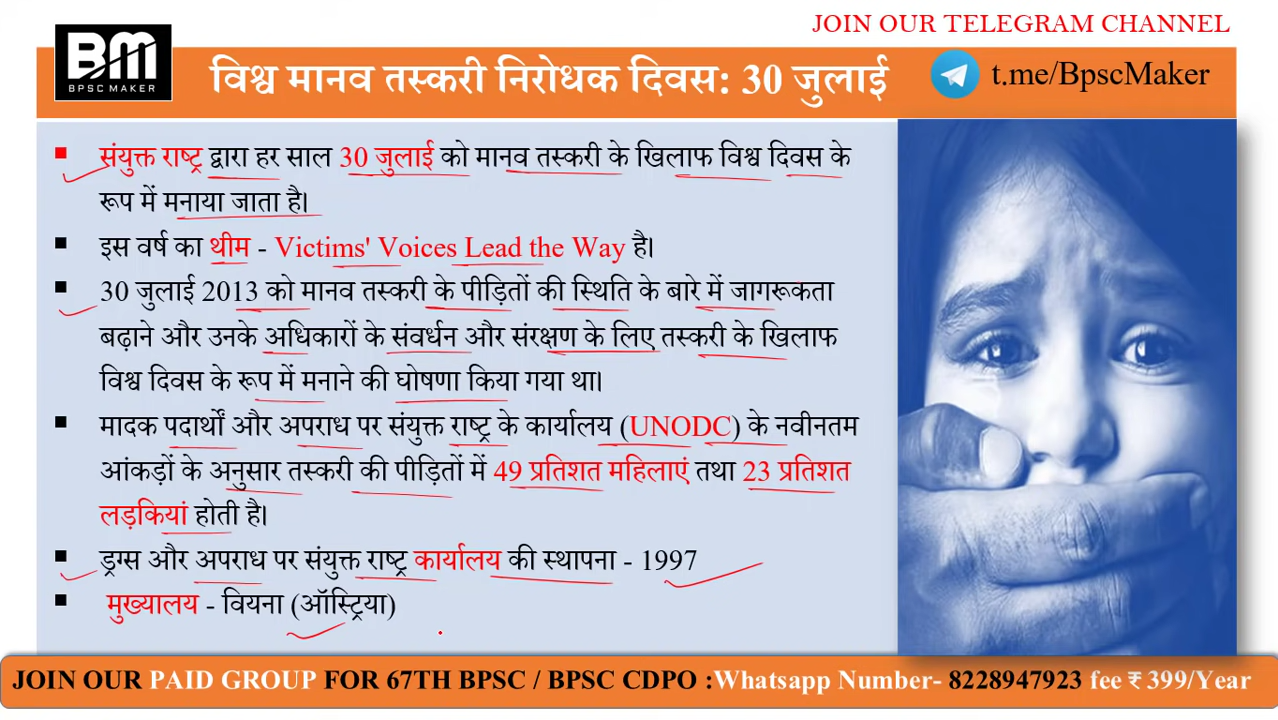 JOIN OUR TELEGRAM CHANNEL
BM
BPSC MAKER
विश्व मानव तस्करी निरोधक दिवस: 30 जुलाई
t.me/BpscMaker
▪ संयुक्त राष्ट्र द्वारा हर साल 30 जुलाई को मानव तस्करी के खिलाफ विश्व दिवस के
रूप में मनाया जाता है।
▪ इस वर्ष का थीम - Victims' Voices Lead the Way है।
▪ 30 जुलाई 2013 को मानव तस्करी के पीड़ितों की स्थिति के बारे में जागरूकता
बढ़ाने और उनके अधिकारों के संवर्धन और संरक्षण के लिए तस्करी के खिलाफ
विश्व दिवस के रूप में मनाने की घोषणा किया गया था।
▪ मादक पदार्थों और अपराध पर संयुक्त राष्ट्र के कार्यालय (UNODC) के नवीनतम
आंकड़ों के अनुसार तस्करी की पीड़ितों में 49 प्रतिशत महिलाएं तथा 23 प्रतिशत
लड़कियां होती है।
▪ ड्रग्स और अपराध पर संयुक्त राष्ट्र कार्यालय की स्थापना - 1997
▪ मुख्यालय - वियना (ऑस्ट्रिया)
JOIN OUR PAID GROUP FOR 67TH BPSC / BPSC CDPO :Whatsapp Number- 8228947923 fee ₹ 399/Year